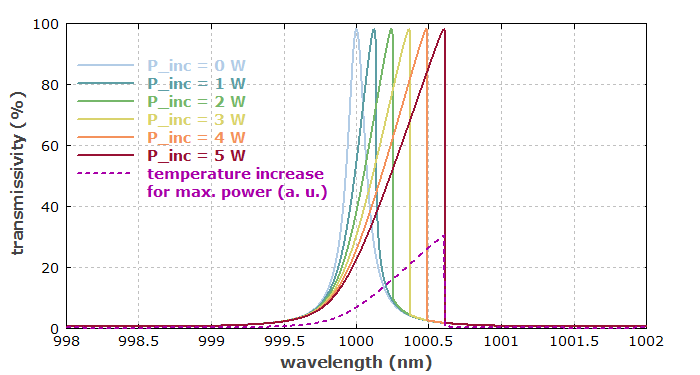 100
80
60
40
20
0
transmissivity (%)
P_inc = 0 W
P_inc = 1 W
P_inc = 2 W
P_inc = 3 W
P_inc = 4 W
P_inc = 5 W
temperature increase
for max. power (a. u.)
998 998.5 999 999.5 1000 1000.5 1001 1001.5 1002
wavelength (nm)